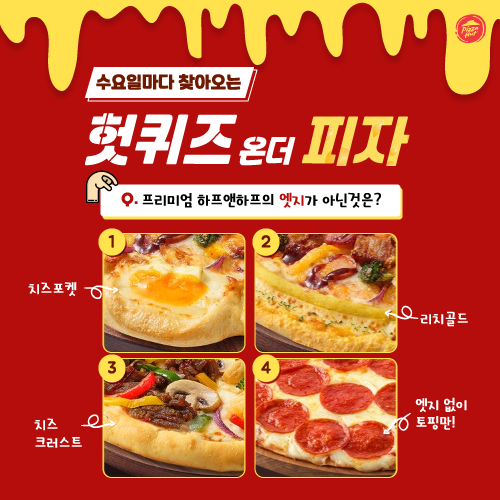 Pizza Hut
수요일마다 찾아오는
헛퀴즈 온더 피자
Q. 프리미엄 하프앤하프의 엣지가 아닌것은?
1
2
치즈포켓
리치골드
3
4
치즈
크러스트
엣지 없이
토핑만!